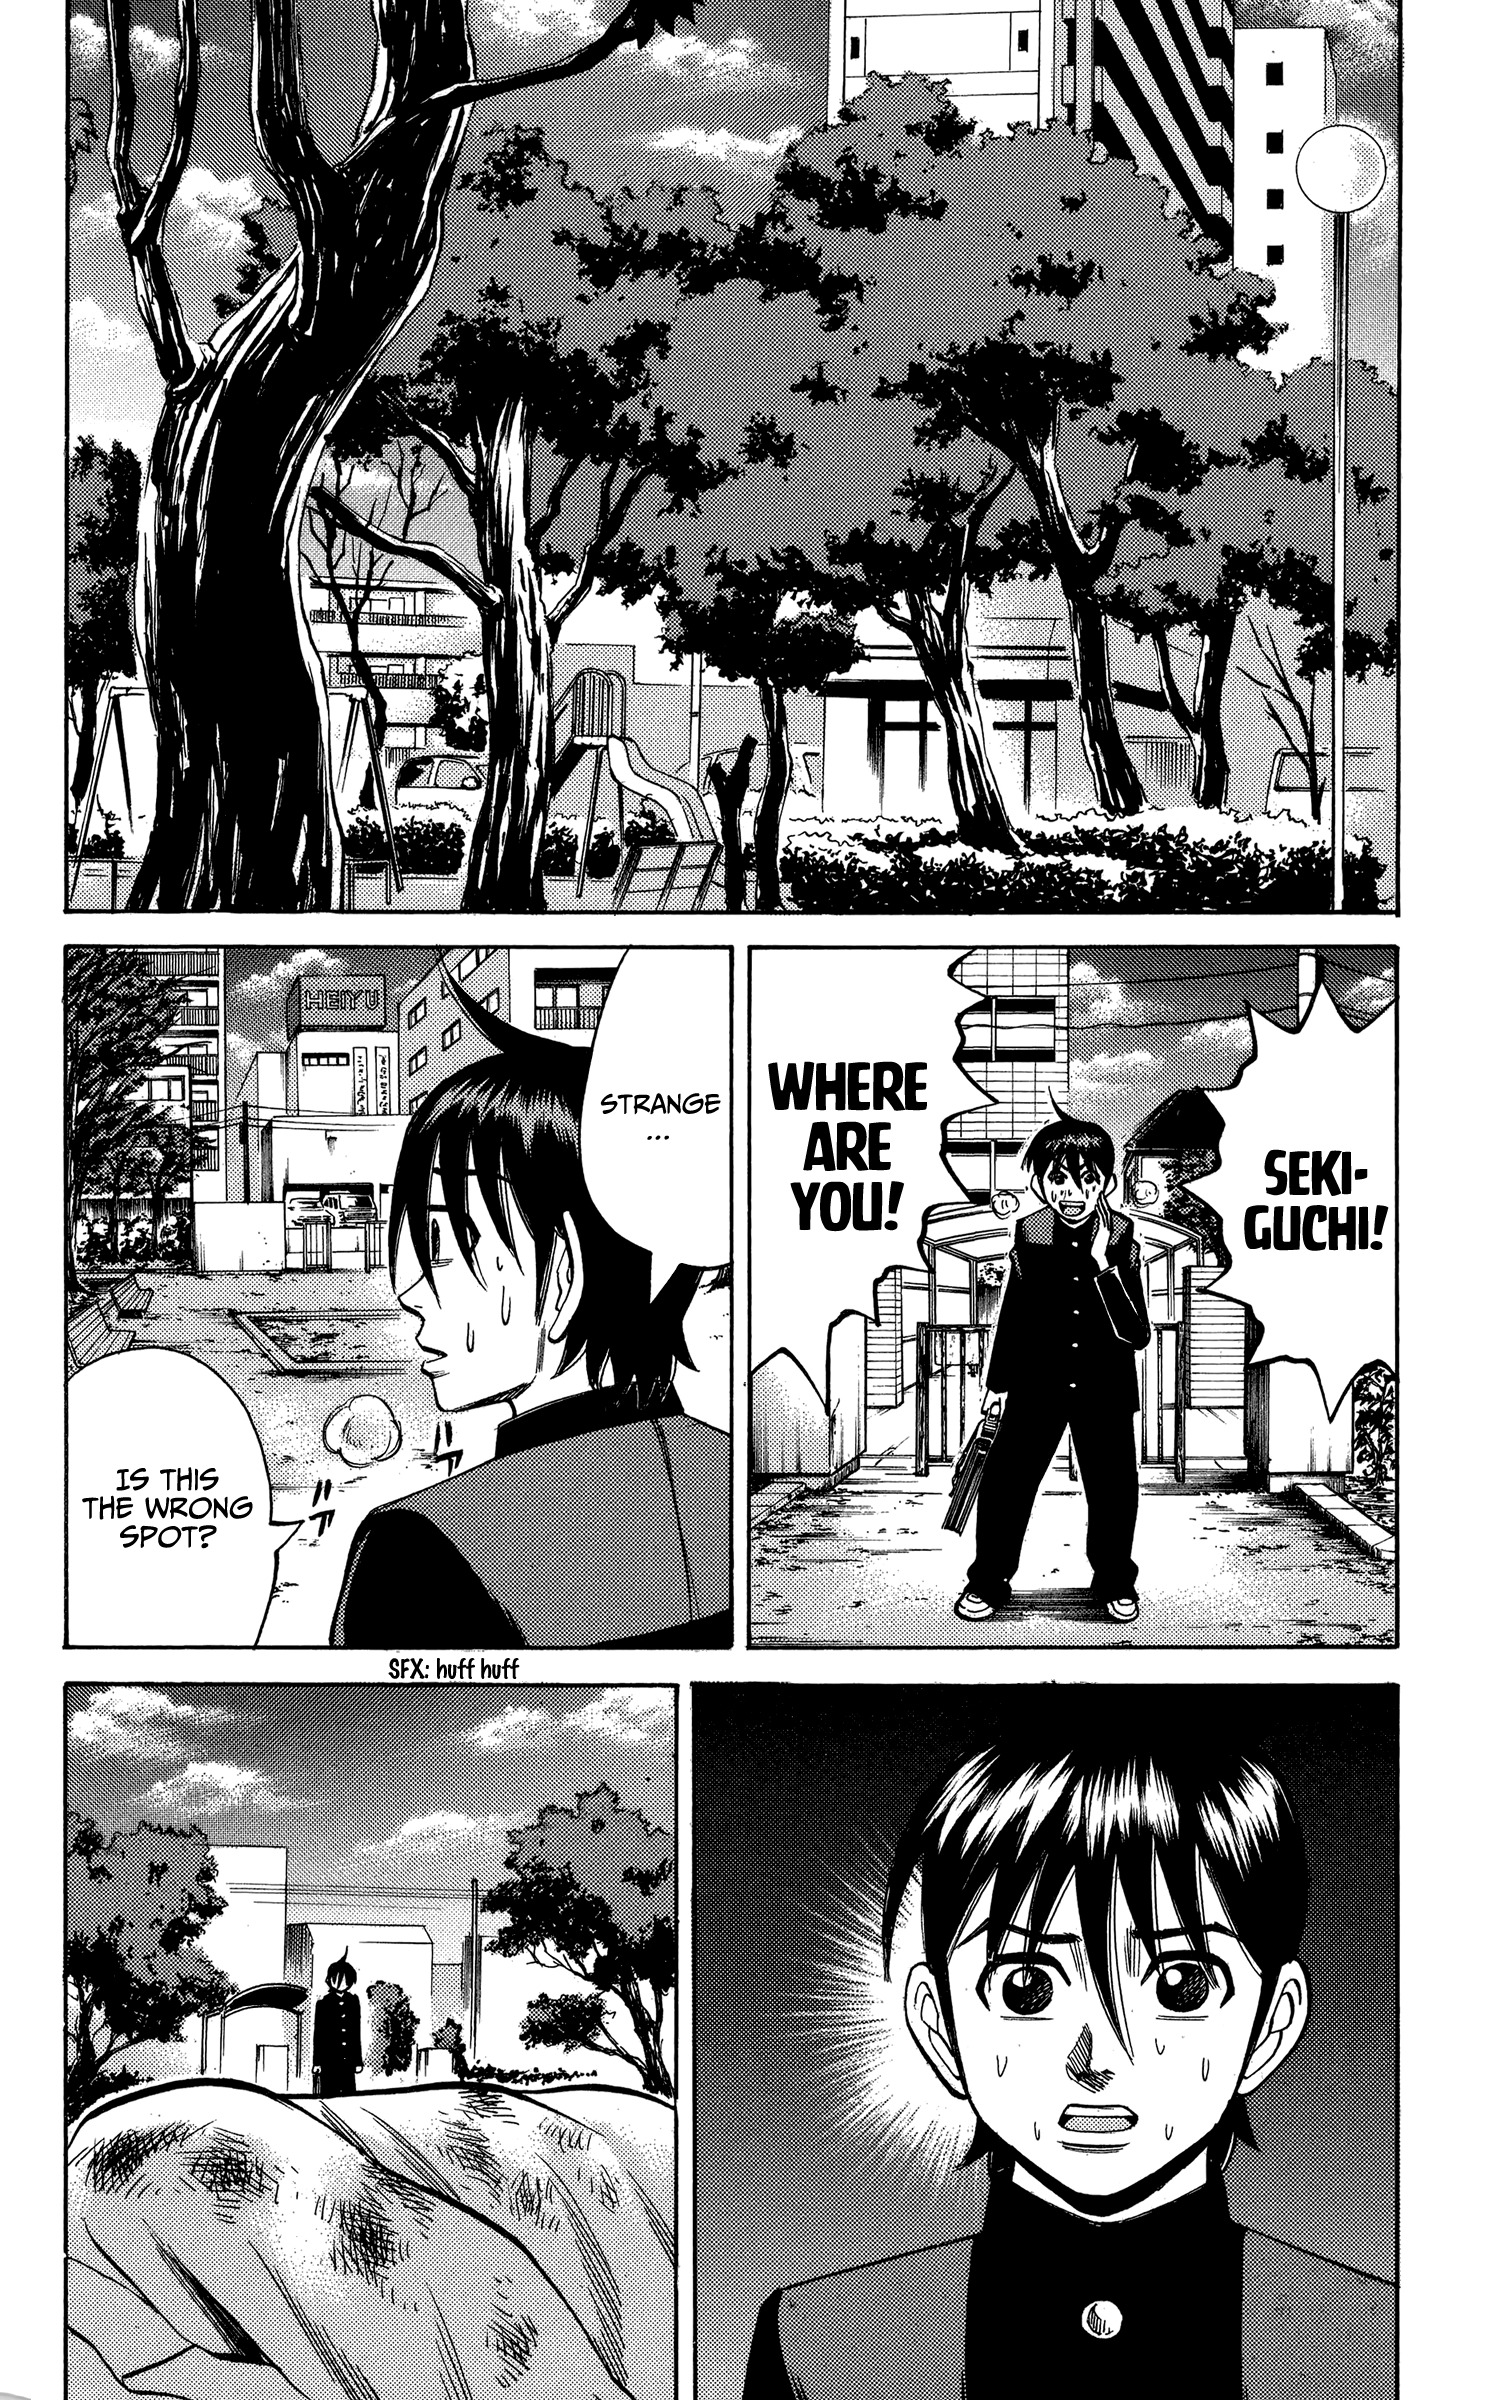 SEKI-
GUCHI!
WHERE
ARE
YOU!
STRANGE
...
HEIYU
IS THIS
THE WRONG
SPOT?
SFX: huff huff